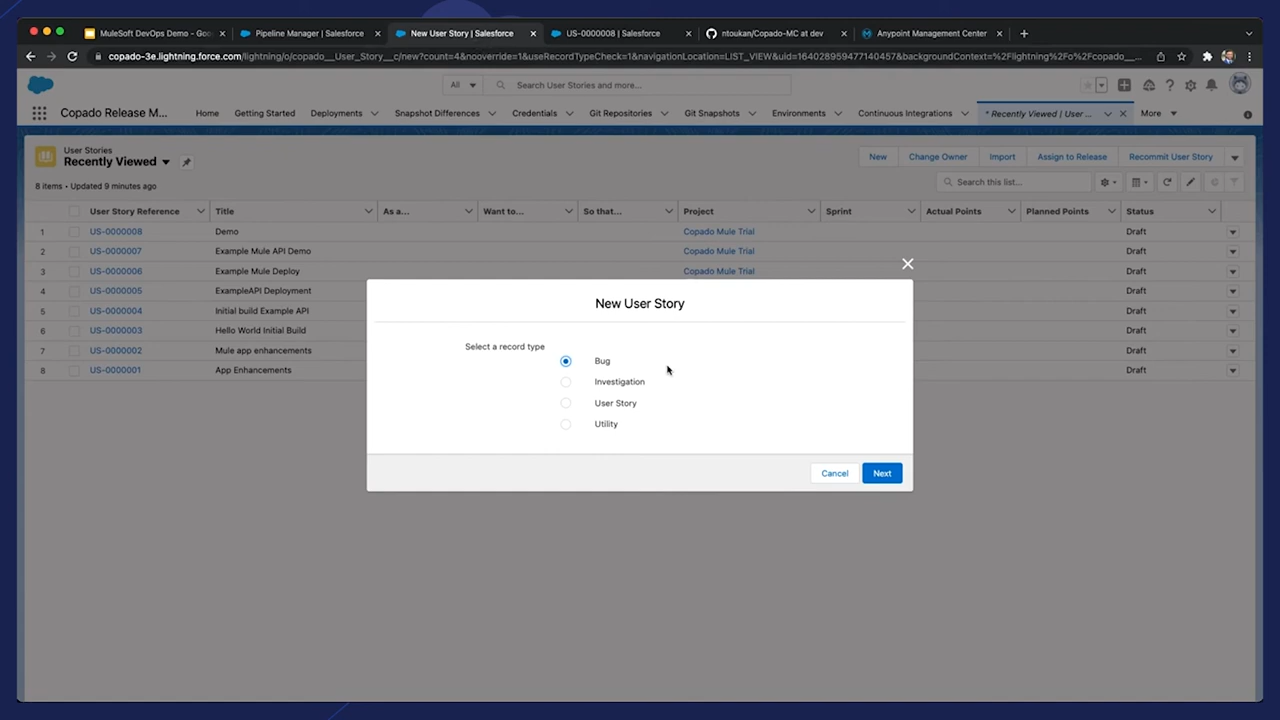 MuleSoft DevOps Demo - Goo
Pipeline Manager | Salesforce
New User Story | Salesforce
US-0000008 | Salesforce
ntoukan/Copado-MC at dev
Anypoint Management Center
copado-3e.lightning.force.com/lightning/o/copado__User_Story__c/new?count=4&nooverride=1&useRecordTypeCheck=1&navigationLocation=LIST_VIEW&uid=164028959477140457&backgroundContext=%2Flightning%2Fo%2Fcopado__...
All
Search User Stories and more...
Copado Release M...
Home
Getting Started
Deployments
Snapshot Differences
Credentials
Git Repositories
Git Snapshots
Environments
Continuous Integrations
* Recently Viewed | User ...
More
User Stories
Recently Viewed
New
Change Owner
Import
Assign to Release
Recommit User Story
8 items • Updated 9 minutes ago
Search this list...
User Story Reference
Title
As a...
Want to...
So that...
Project
Sprint
Actual Points
Planned Points
Status
1 US-0000008 Demo Copado Mule Trial Draft
2 US-0000007 Example Mule API Demo Copado Mule Trial Draft
3 US-0000006 Example Mule Deploy Copado Mule Trial Draft
4 US-0000005 ExampleAPI Deployment Draft
5 US-0000004 Initial build Example API Draft
6 US-0000003 Hello World Initial Build Draft
7 US-0000002 Mule app enhancements Draft
8 US-0000001 App Enhancements Draft
New User Story
Select a record type
Bug
Investigation
User Story
Utility
Cancel
Next